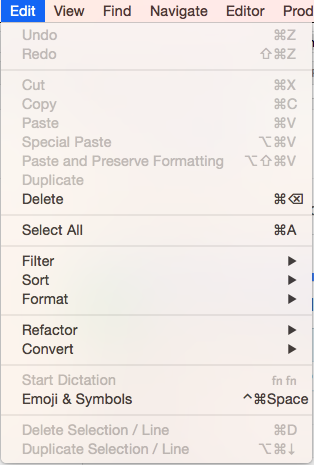 Edit View Find Navigate Editor Prod
Undo ⌘Z
Redo ⇧⌘Z
Cut ⌘X
Copy ⌘C
Paste ⌘V
Special Paste ⌥⌘V
Paste and Preserve Formatting ⌥⇧⌘V
Duplicate
Delete ⌘⌫
Select All ⌘A
Filter ▶
Sort ▶
Format ▶
Refactor ▶
Convert ▶
Start Dictation fn fn
Emoji & Symbols ^⌘Space
Delete Selection / Line ⌘D
Duplicate Selection / Line ⌥⌘↓